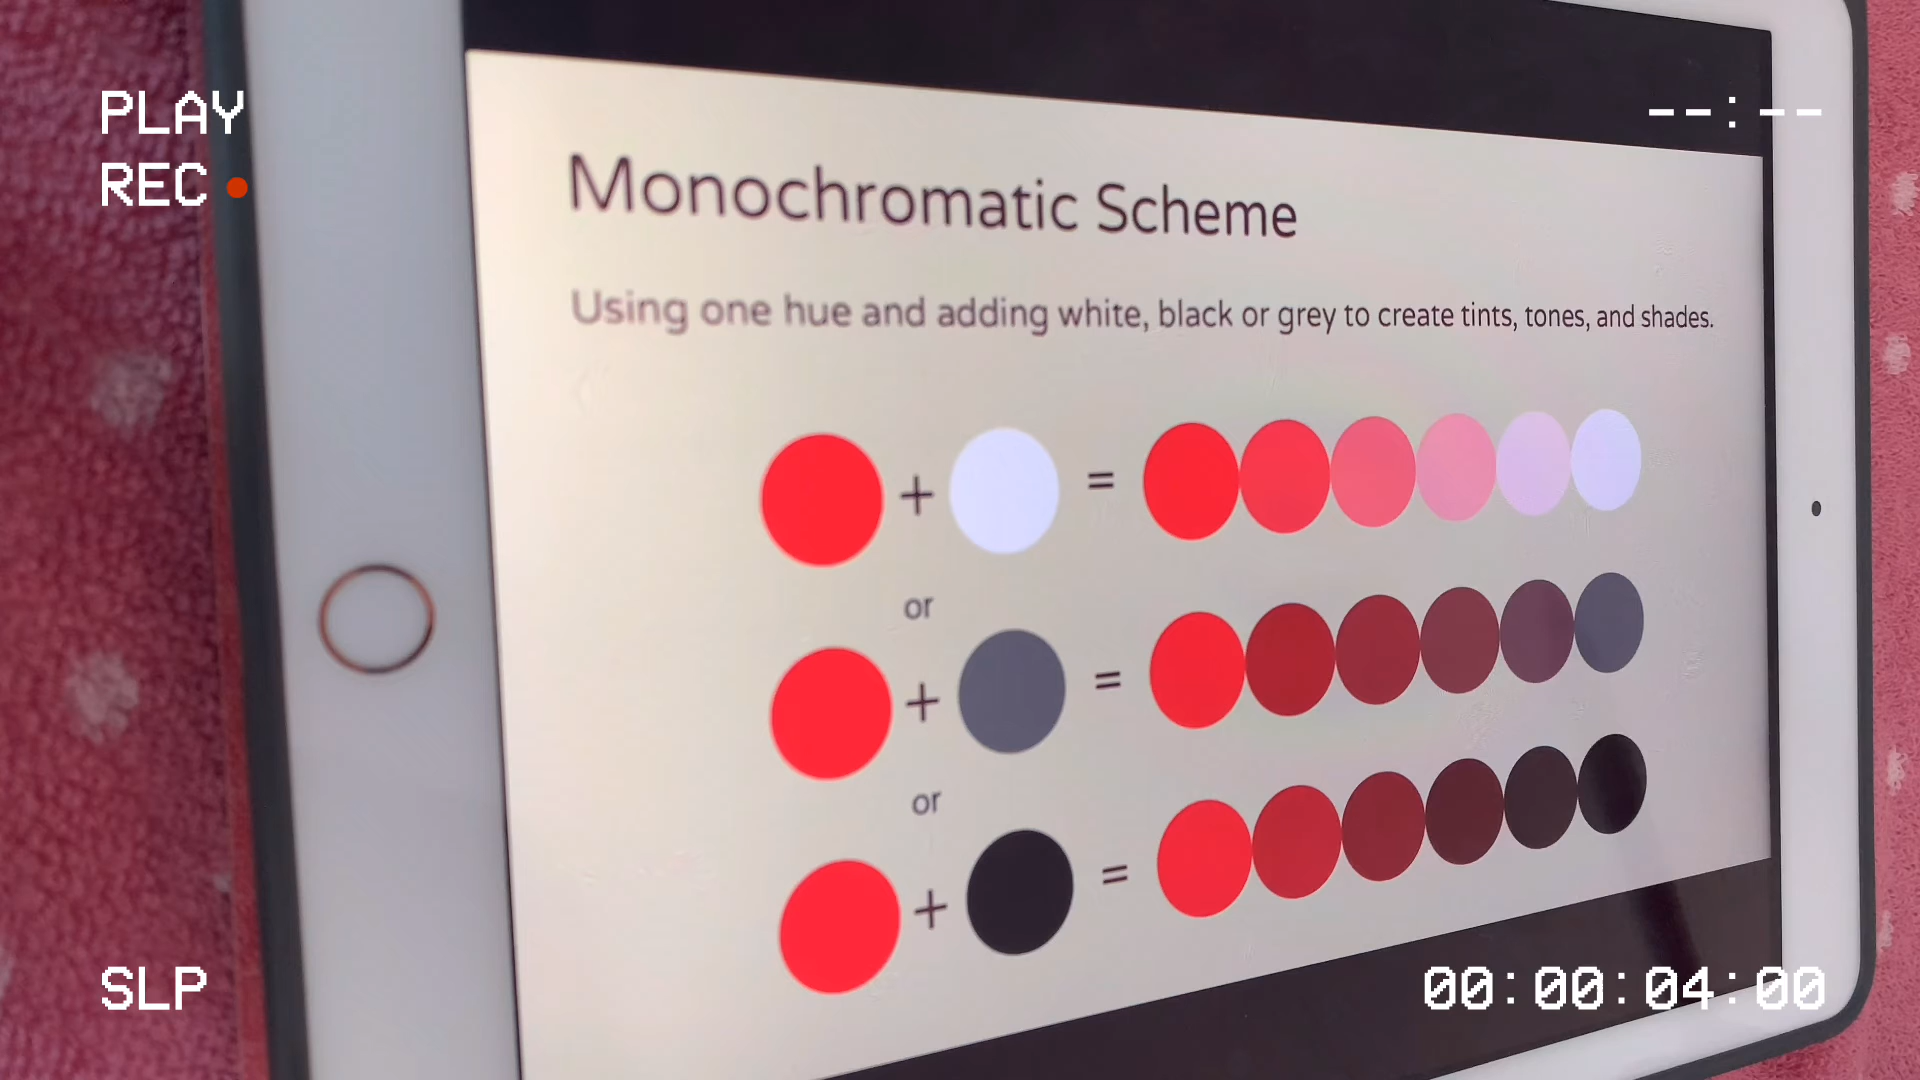 PLAY
--:--
REC
Monochromatic Scheme
Using one hue and adding white, black or grey to create tints, tones, and shades.
+ =
or
+ =
or
+ =
SLP
00:00:04:00